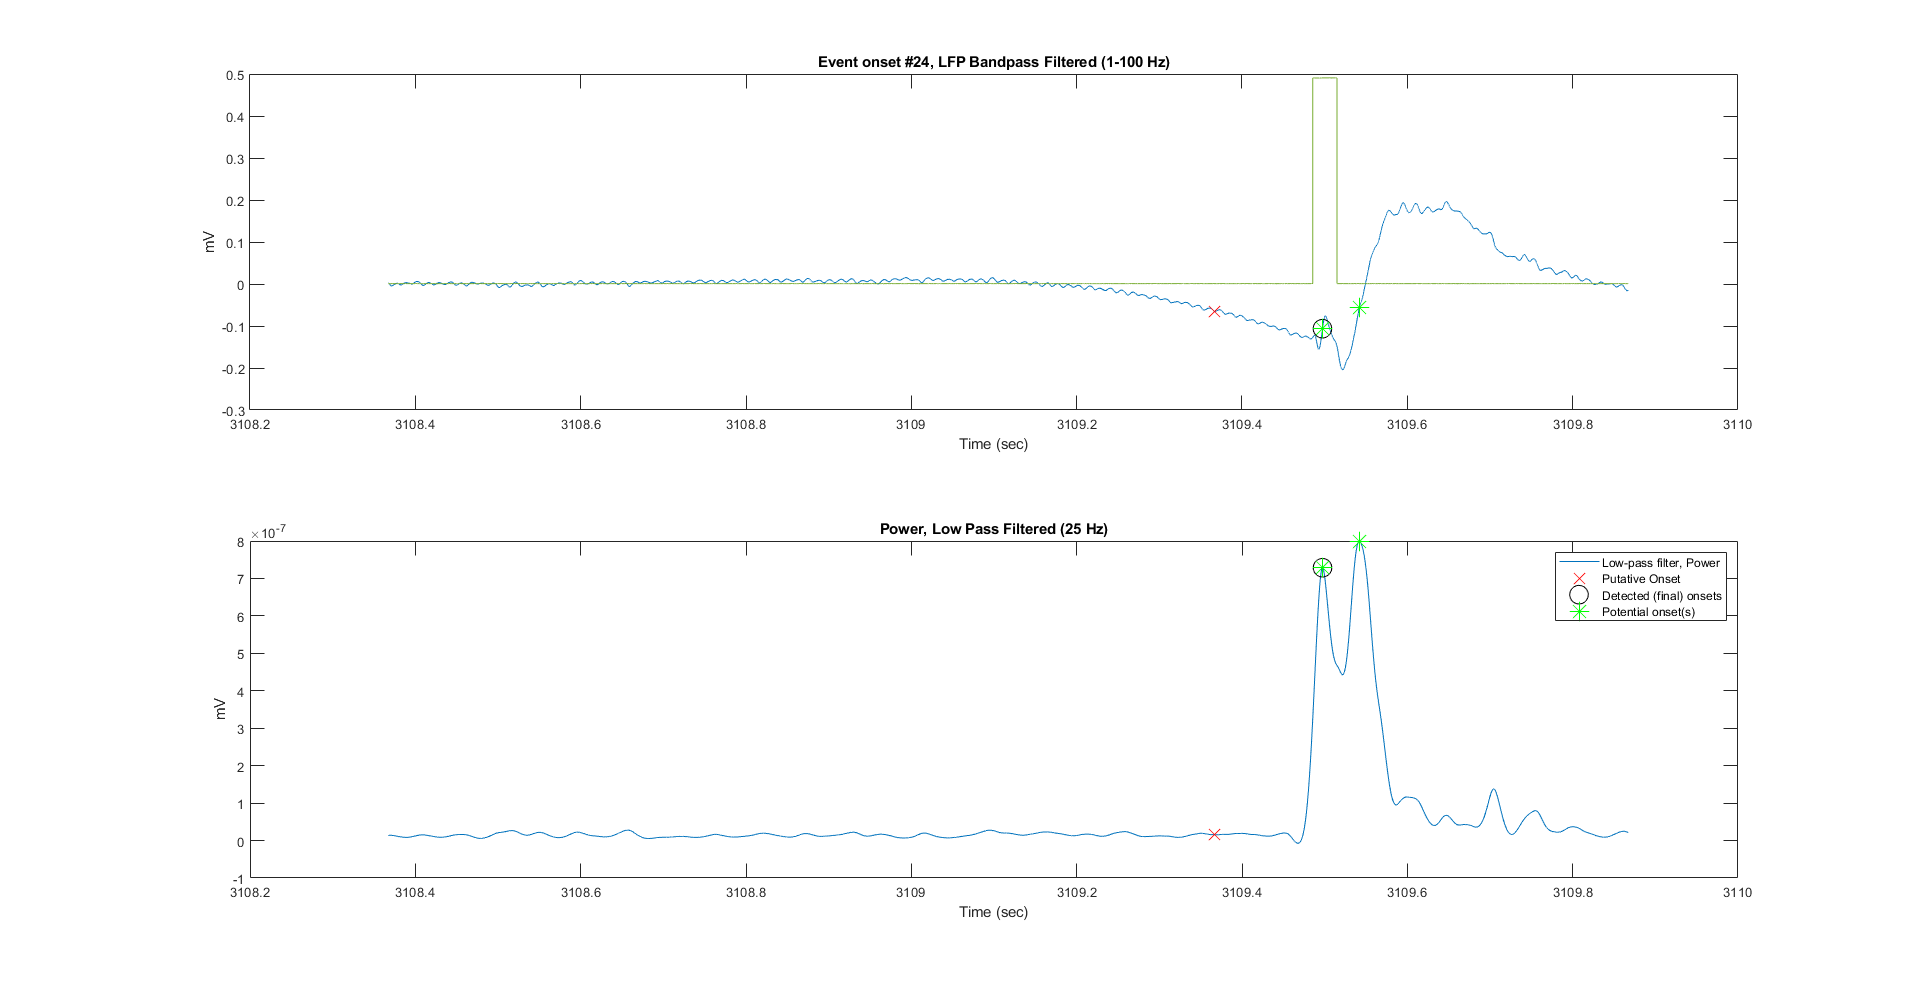 Event onset #24, LFP Bandpass Filtered (1-100 Hz)
0.5
0.4
0.3
0.2
0.1
0
-0.1
-0.2
-0.3
mV
3108.2 3108.4 3108.6 3108.8 3109 3109.2 3109.4 3109.6 3109.8 3110
Time (sec)
Power, Low Pass Filtered (25 Hz)
×10-7
8
7
6
5
4
3
2
1
0
-1
mV
Low-pass filter, Power
Putative Onset
Detected (final) onsets
Potential onset(s)
3108.2 3108.4 3108.6 3108.8 3109 3109.2 3109.4 3109.6 3109.8 3110
Time (sec)